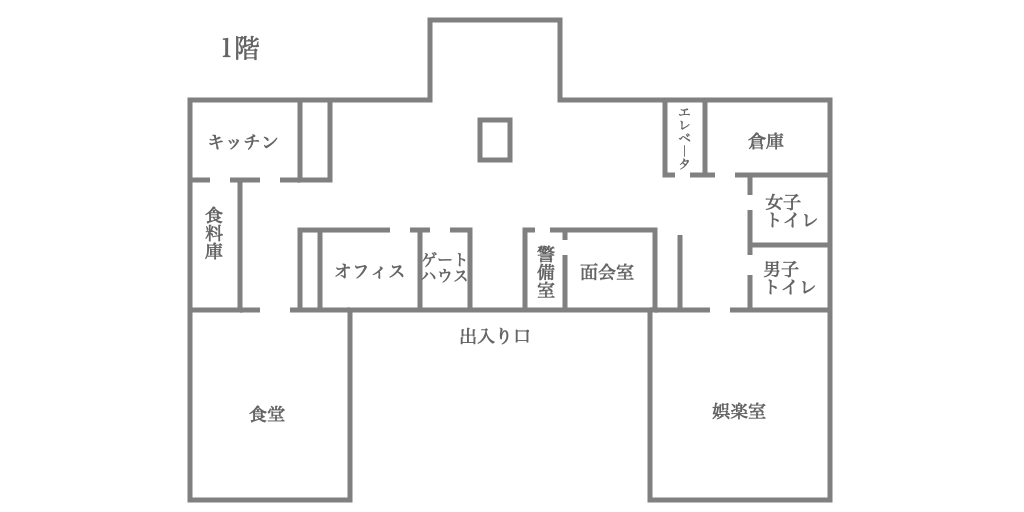 1階
エレベータ
キッチン
倉庫
女子
トイレ
食料庫
ゲート
ハウス
オフィス
警備室
面会室
男子
トイレ
出入り口
食堂
娯楽室